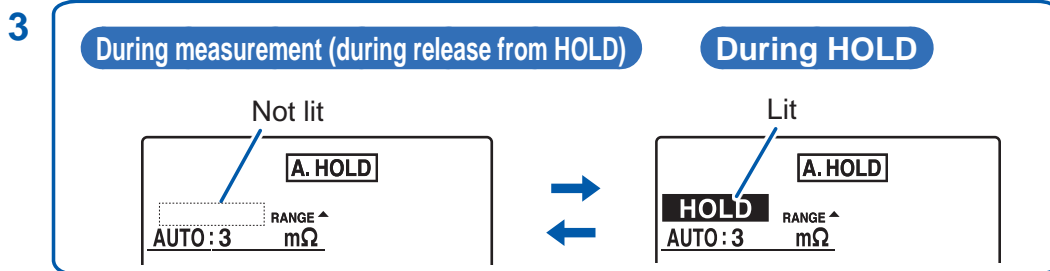 3
During measurement (during release from HOLD)
During HOLD
Not lit
Lit
A. HOLD
A. HOLD
HOLD
RANGE
RANGE
AUTO:3 mΩ
AUTO:3 mΩ